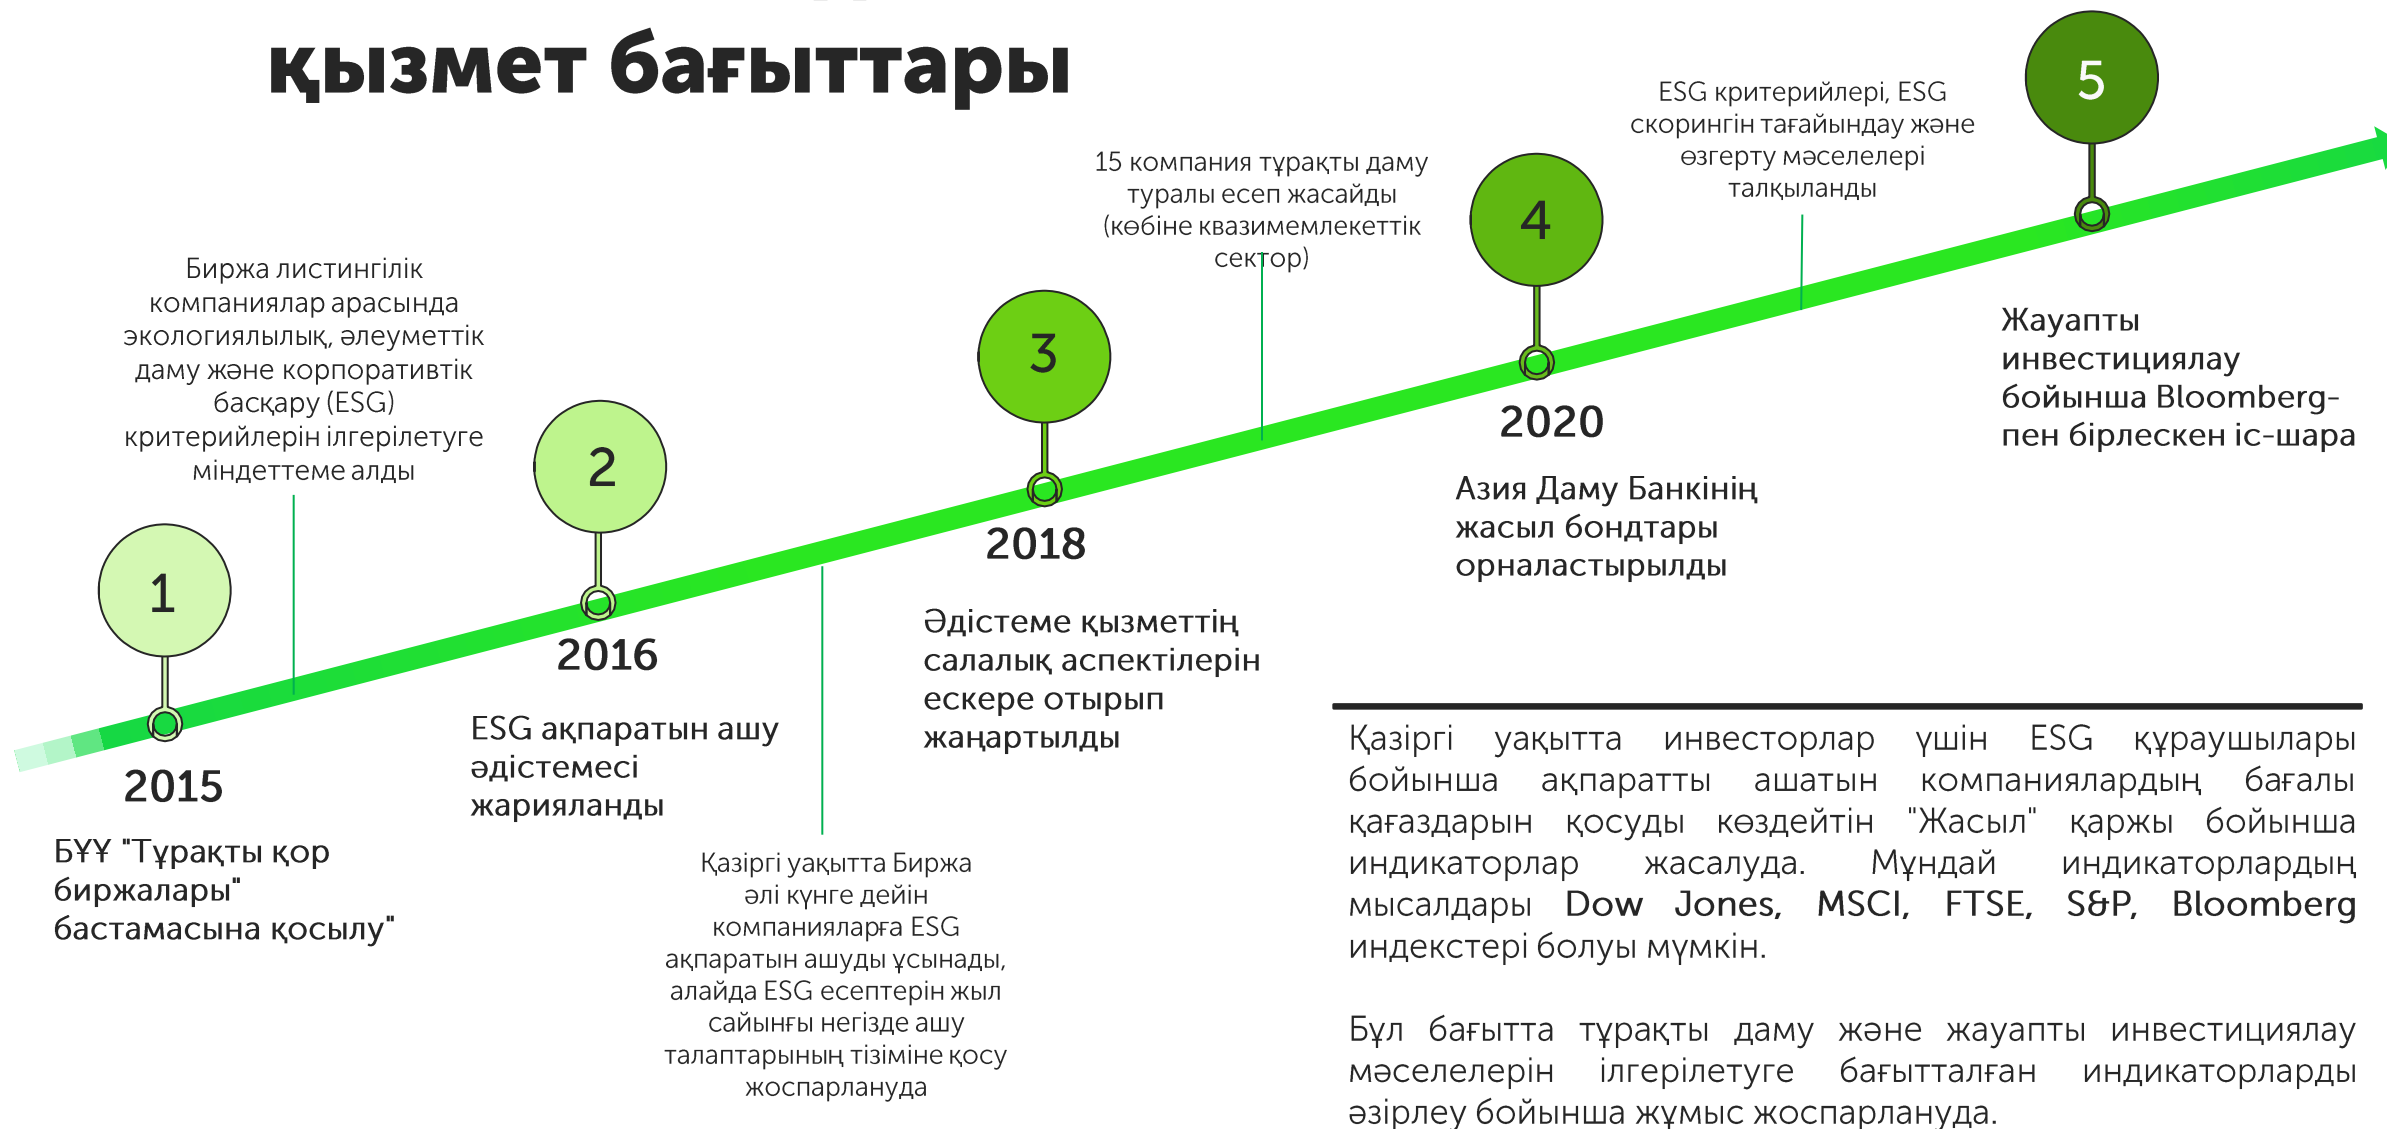 қызмет бағыттары
1
Биржа листингілік
компаниялар арасында
экологиялылық, әлеуметтік
даму және корпоративтік
басқару (ESG)
критерийлерін ілгерілетуге
міндеттеме алды
2015
БҰҰ "Тұрақты қор
биржалары"
бастамасына қосылу"
2
2016
ESG ақпаратын ашу
әдістемесі
жарияланды
Қазіргі уақытта Биржа
әлі күнге дейін
компанияларға ESG
ақпаратын ашуды ұсынады,
алайда ESG есептерін жыл
сайынғы негізде ашу
талаптарының тізіміне қосу
жоспарлануда
3
2018
Әдістеме қызметтің
салалық аспектілерін
ескере отырып
жаңартылды
15 компания тұрақты даму
туралы есеп жасайды
(көбіне квазимемлекеттік
сектор)
4
2020
Азия Даму Банкінің
жасыл бондтары
орналастырылды
ESG критерийлері, ESG
скорингін тағайындау және
өзгерту мәселелері
талқыланды
5
Жауапты
инвестициялау
бойынша Bloomberg-
пен бірлескен іс-шара
Қазіргі уақытта инвесторлар үшін ESG құраушылары
бойынша ақпаратты ашатын компаниялардың бағалы
қағаздарын қосуды көздейтін "Жасыл" қаржы бойынша
индикаторлар жасалуда. Мұндай индикаторлардың
мысалдары Dow Jones, MSCI, FTSE, S&P, Bloomberg
индекстері болуы мүмкін.
Бұл бағытта тұрақты даму және жауапты инвестициялау
мәселелерін ілгерілетуге бағытталған индикаторларды
әзірлеу бойынша жұмыс жоспарлануда.